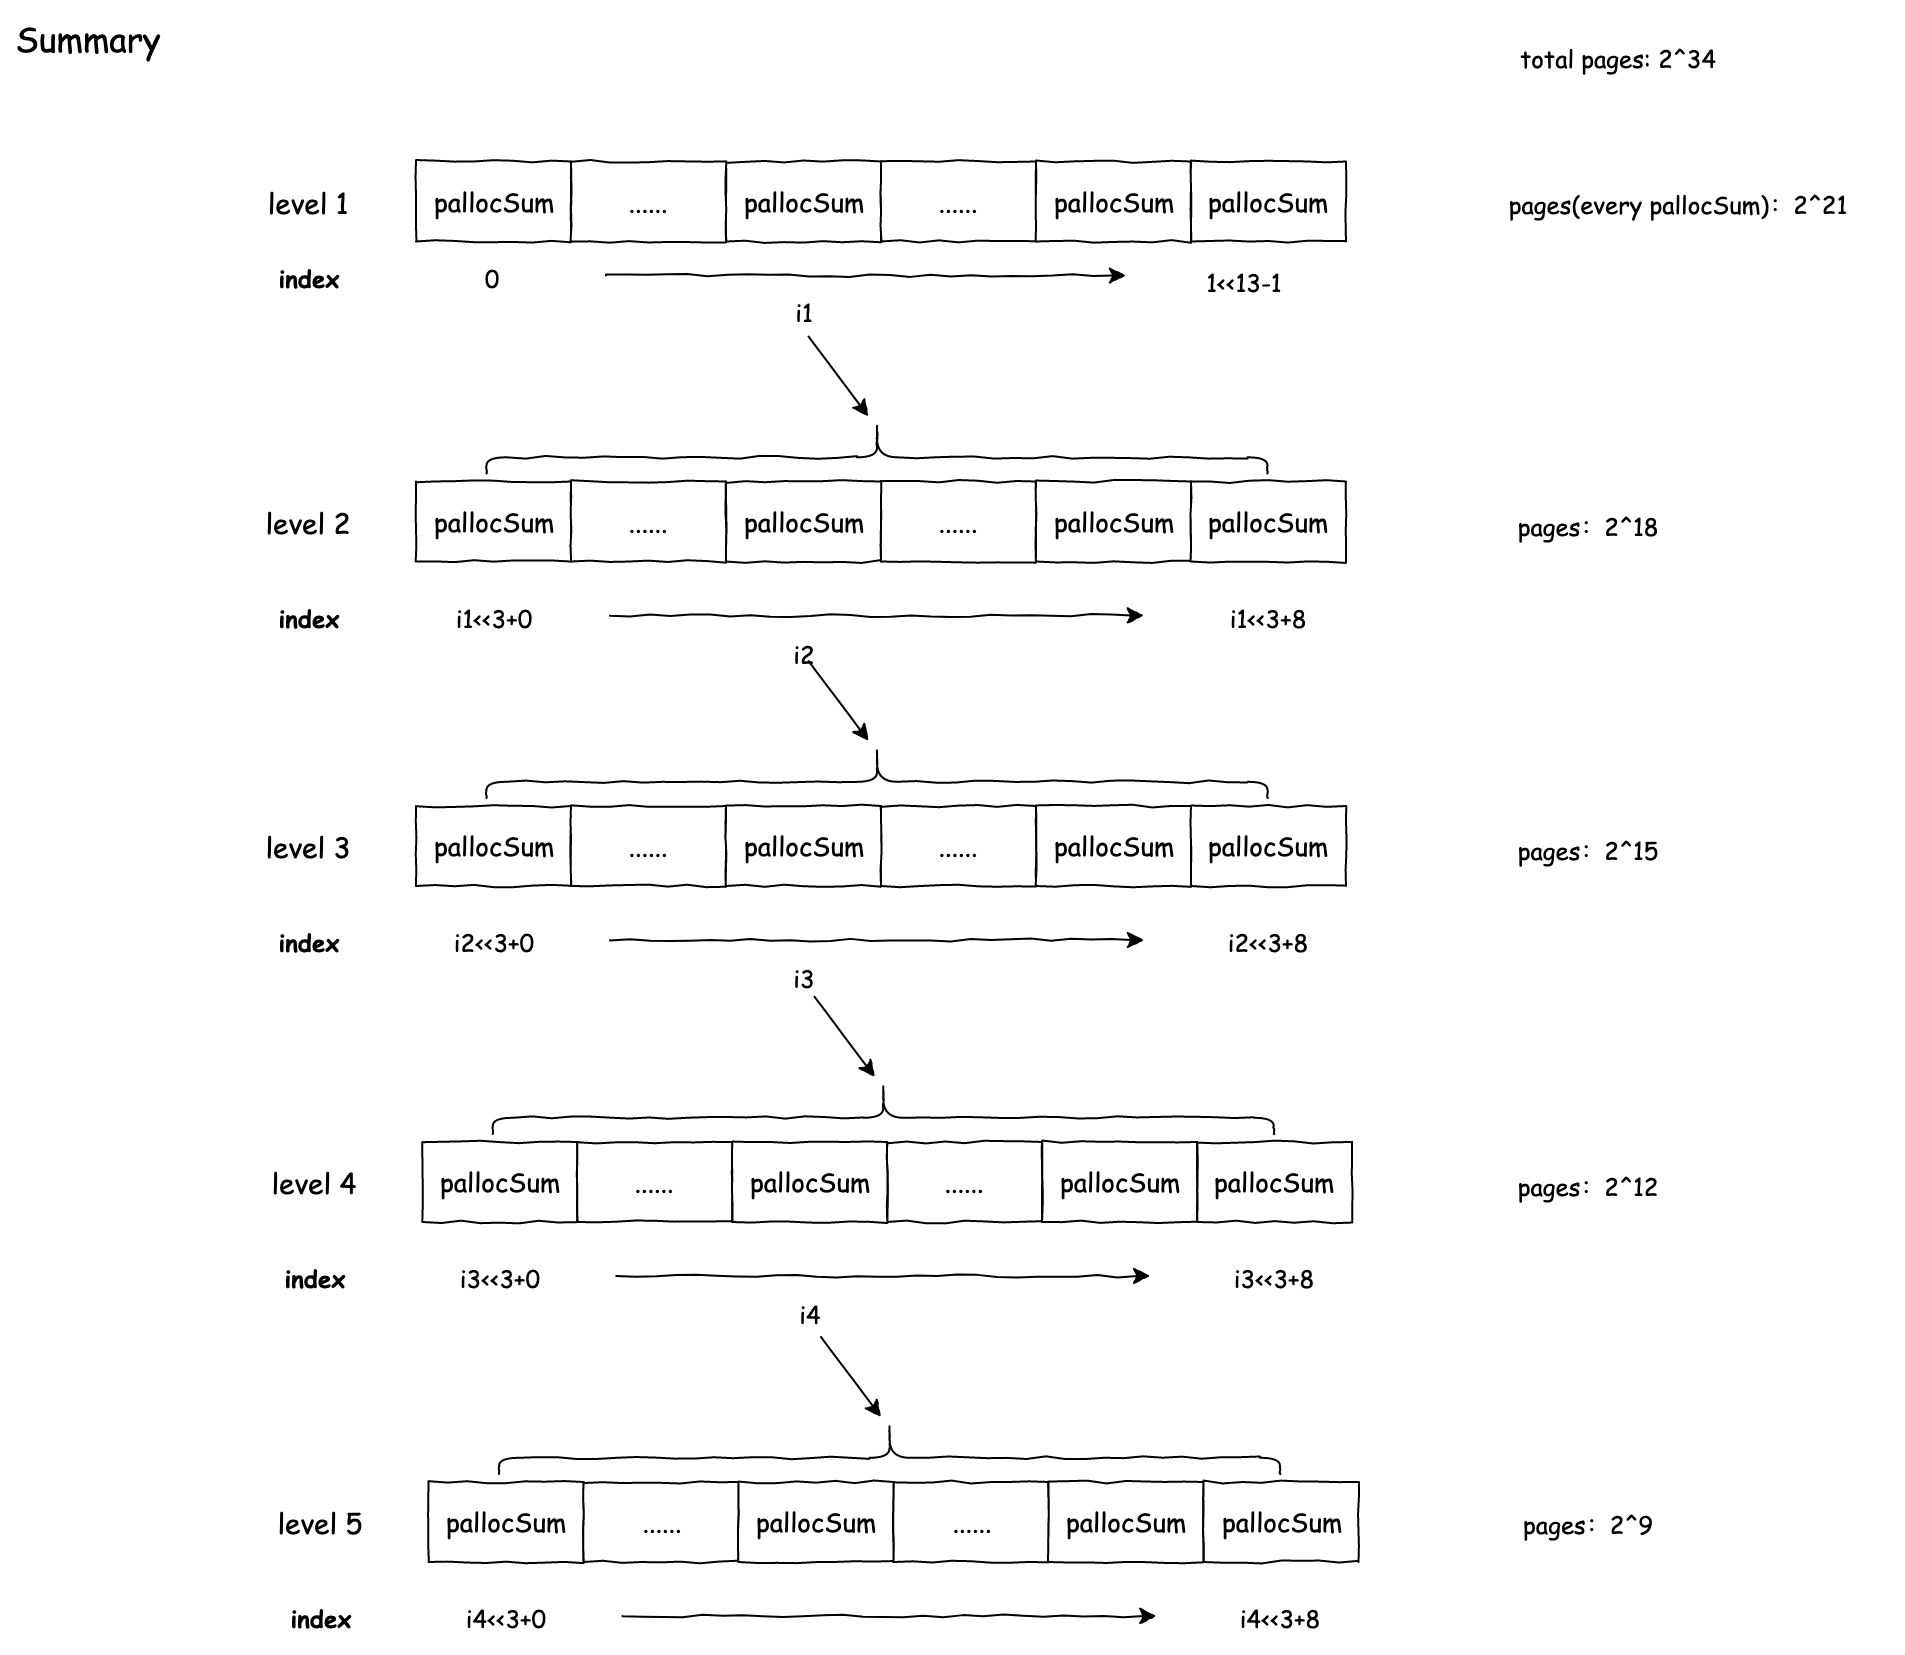 Summary
total pages: 2^34
level 1 pallocSum ...... pallocSum ...... pallocSum pallocSum pages(every pallocSum): 2^21
index 0 1<<13-1
i1
level 2 pallocSum ...... pallocSum ...... pallocSum pallocSum pages: 2^18
index i1<<3+0 i1<<3+8
i2
level 3 pallocSum ...... pallocSum ...... pallocSum pallocSum pages: 2^15
index i2<<3+0 i2<<3+8
i3
level 4 pallocSum ...... pallocSum ...... pallocSum pallocSum pages: 2^12
index i3<<3+0 i3<<3+8
i4
level 5 pallocSum ...... pallocSum ...... pallocSum pallocSum pages: 2^9
index i4<<3+0 i4<<3+8